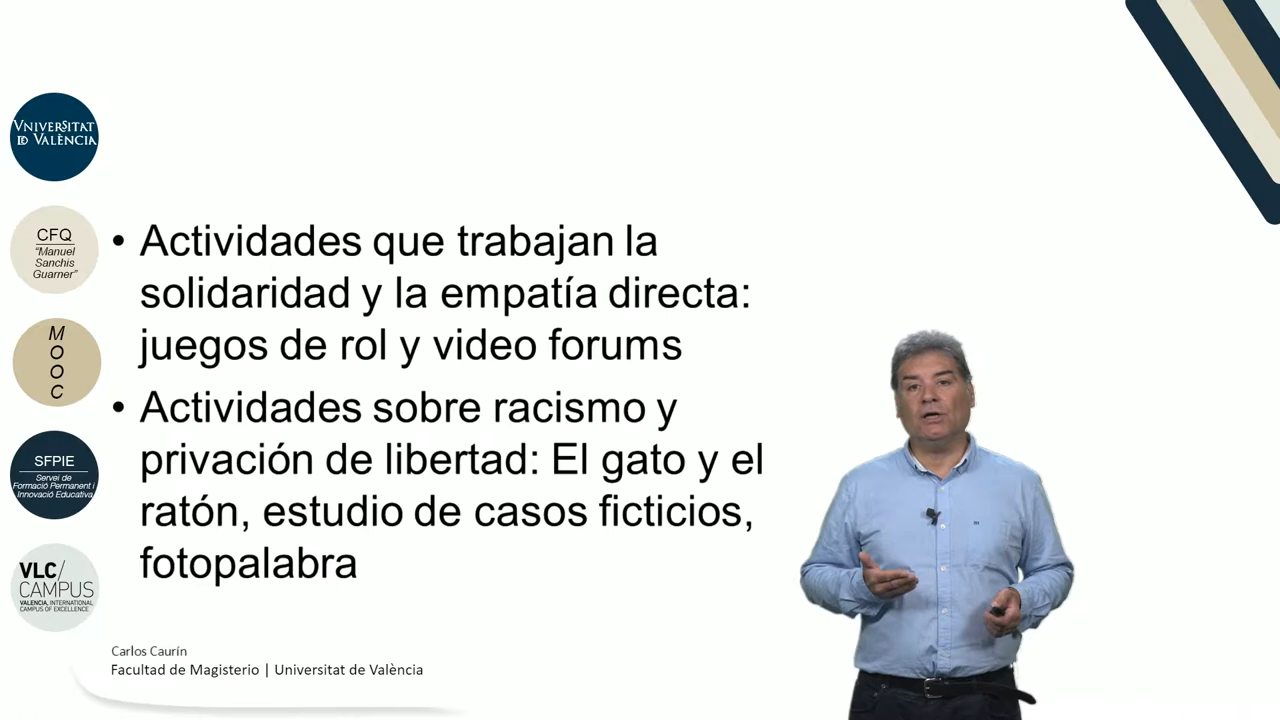 VNIVERSITAT
ID VALÈNCIA
CFQ
"Manuel
Sanchis
Guarner"
M
O
O
C
SFPIE
Servei de
Formació Permanent i
Innovació Educativa
VLC/
CAMPUS
VALENCIA, INTERNATIONAL
CAMPUS OF EXCELLENCE
• Actividades que trabajan la
solidaridad y la empatía directa:
juegos de rol y video forums
• Actividades sobre racismo y
privación de libertad: El gato y el
ratón, estudio de casos ficticios,
fotopalabra
Carlos Caurín
Facultad de Magisterio | Universitat de València